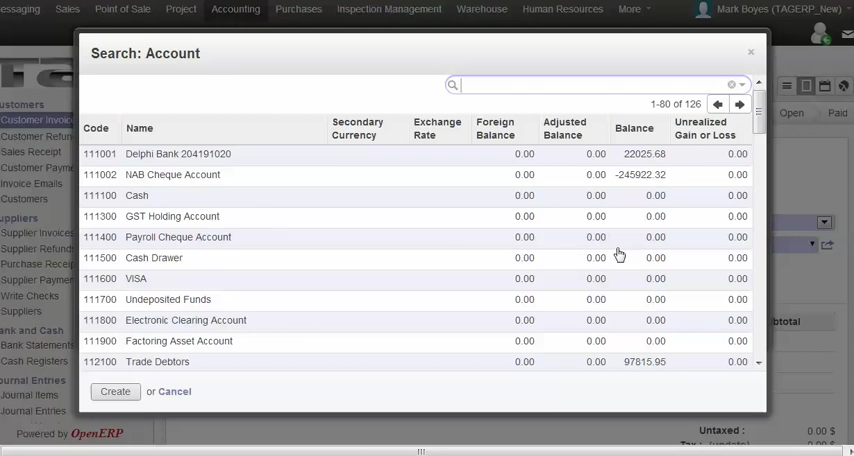 essaging Sales Point of Sale Project Accounting Purchases Inspection Management Warehouse Human Resources More Mark Boyes (TAGERP_New)
Search: Account
×
1-80 of 126
Code Name Secondary Currency Exchange Rate Foreign Balance Adjusted Balance Balance Unrealized Gain or Loss
111001 Delphi Bank 204191020 0.00 0.00 22025.68 0.00
111002 NAB Cheque Account 0.00 0.00 -245922.32 0.00
111100 Cash 0.00 0.00 0.00 0.00
111300 GST Holding Account 0.00 0.00 0.00 0.00
111400 Payroll Cheque Account 0.00 0.00 0.00 0.00
111500 Cash Drawer 0.00 0.00 0.00 0.00
111600 VISA 0.00 0.00 0.00 0.00
111700 Undeposited Funds 0.00 0.00 0.00 0.00
111800 Electronic Clearing Account 0.00 0.00 0.00 0.00
111900 Factoring Asset Account 0.00 0.00 0.00 0.00
112100 Trade Debtors 0.00 0.00 97815.95 0.00
Create or Cancel
ustomers
Customer Invoic
Customer Refun
Sales Receipt
Customer Payme
Invoice Emails
Customers
uppliers
Supplier Invoices
Supplier Refunds
Purchase Receip
Supplier Paymen
Write Checks
Suppliers
ank and Cash
Bank Statements
Cash Registers
ournal Entries
Journal Items
Journal Entries
Powered by OpenERP
Open Paid
btotal
Untaxed : 0.00 $
Tax : (update) 0.00 $